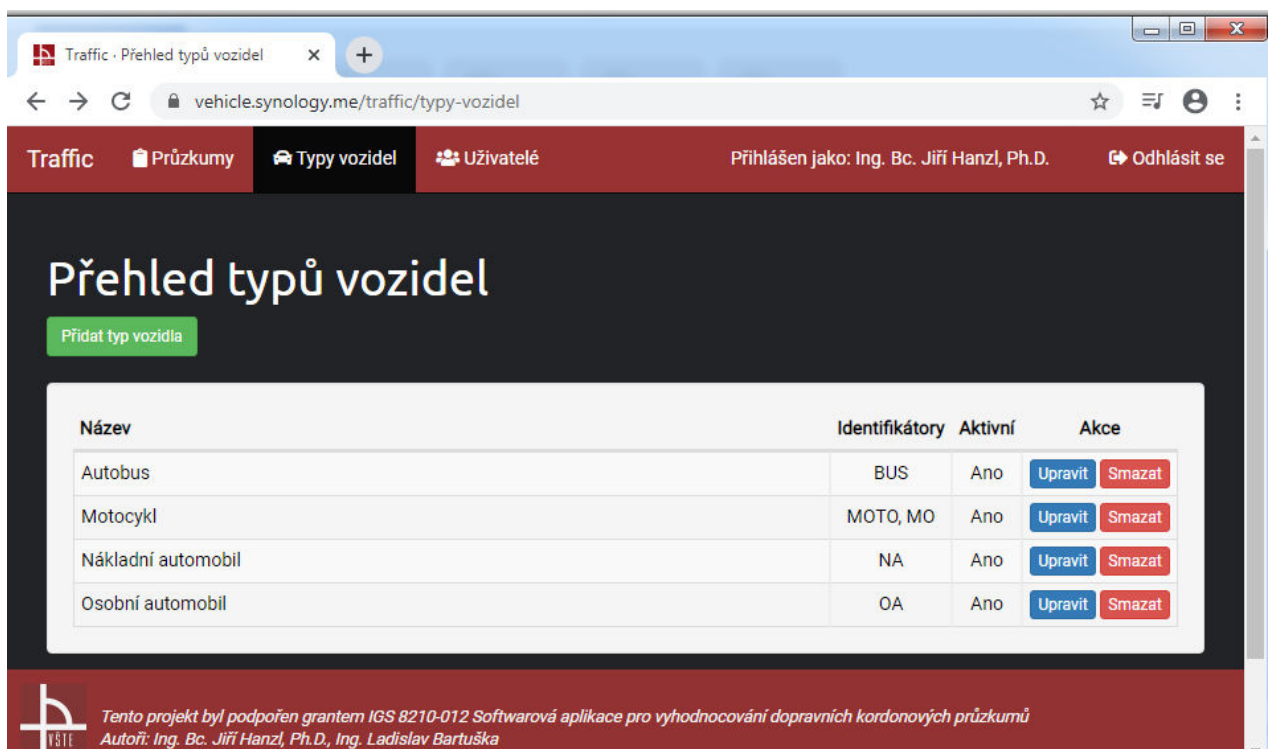 Traffic · Přehled typů vozidel
vehicle.synology.me/traffic/typy-vozidel
Traffic Průzkumy Typy vozidel Uživatelé Přihlášen jako: Ing. Bc. Jiří Hanzl, Ph.D. Odhlásit se
Přehled typů vozidel
Přidat typ vozidla
Název Identifikátory Aktivní Akce
Autobus BUS Ano Upravit Smazat
Motocykl MOTO, MO Ano Upravit Smazat
Nákladní automobil NA Ano Upravit Smazat
Osobní automobil OA Ano Upravit Smazat
Tento projekt byl podpořen grantem IGS 8210-012 Softwarová aplikace pro vyhodnocování dopravních kordonových průzkumů
VŠTE Autoři: Ing. Bc. Jiří Hanzl, Ph.D., Ing. Ladislav Bartuška